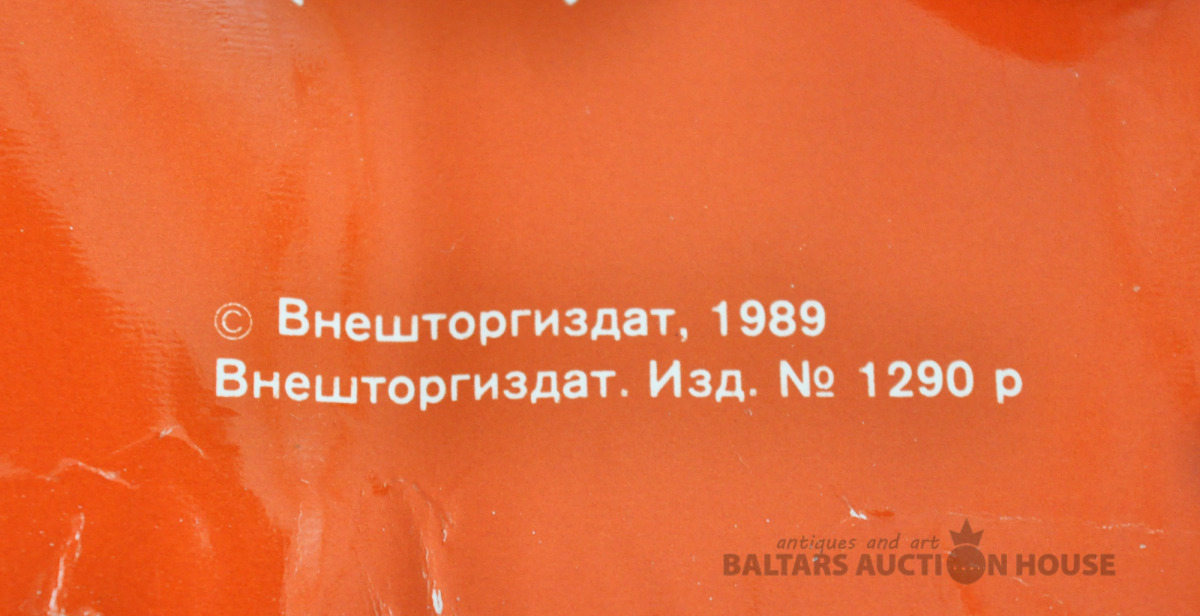 © Внешторгиздат, 1989
Внешторгиздат. Изд. № 1290 р
antiques and art
BALTARS AUCTION HOUSE